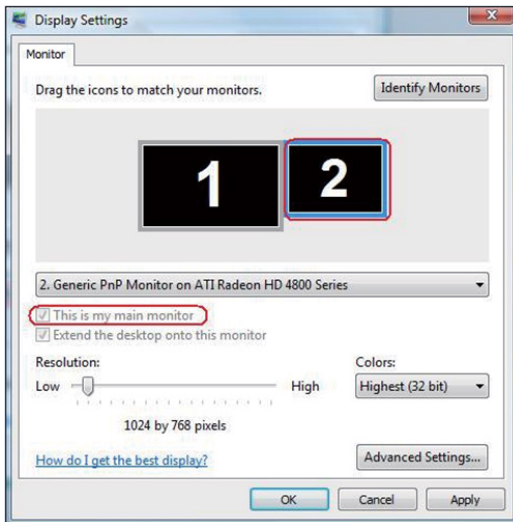 Display Settings
Monitor
Drag the icons to match your monitors.
Identify Monitors
1
2
2. Generic PnP Monitor on ATI Radeon HD 4800 Series
This is my main monitor
Extend the desktop onto this monitor
Resolution:
Colors:
Low
High
Highest (32 bit)
1024 by 768 pixels
How do I get the best display?
Advanced Settings...
OK
Cancel
Apply